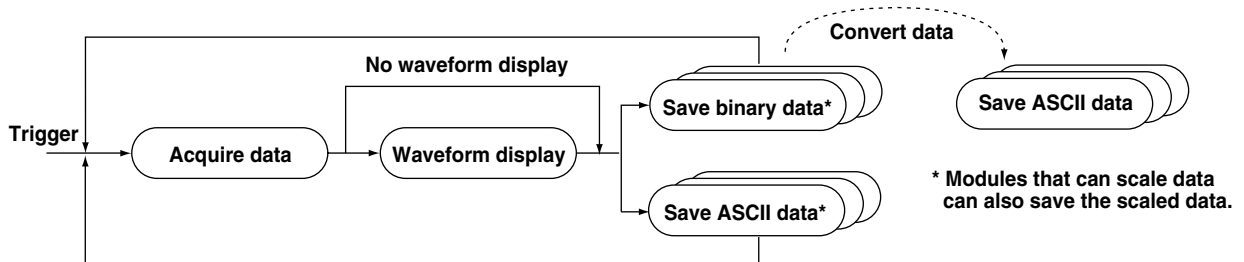 Convert data
No waveform display
Save binary data*
Save ASCII data
Trigger
Acquire data
Waveform display
Save ASCII data*
* Modules that can scale data
can also save the scaled data.